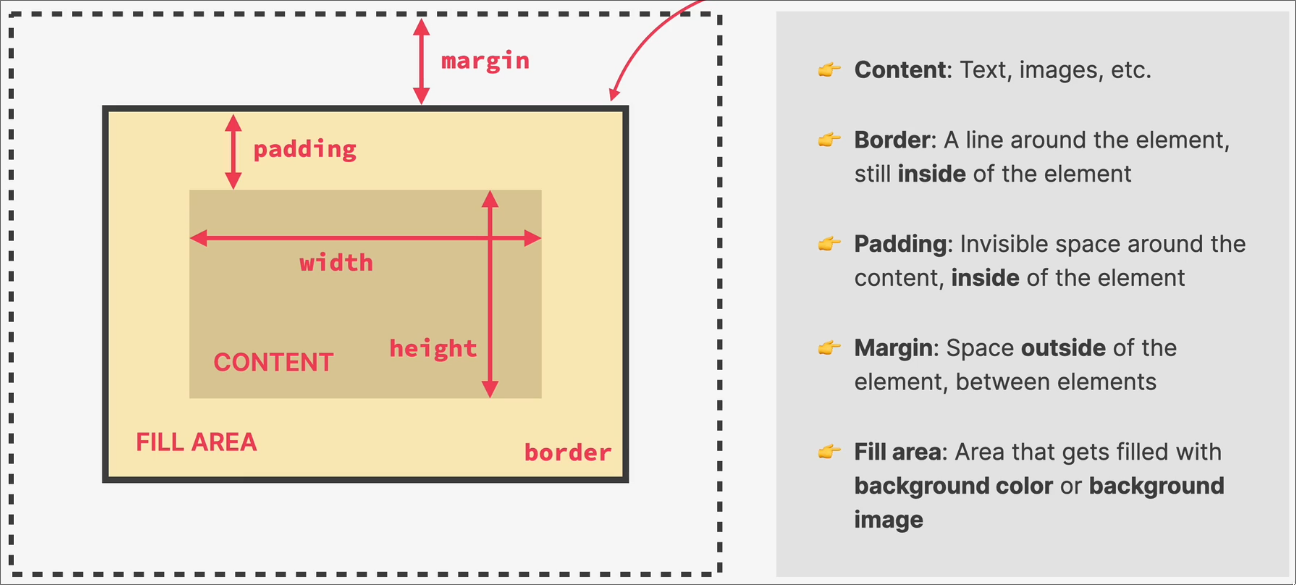 margin
padding
width
height
CONTENT
FILL AREA
border
👉 Content: Text, images, etc.
👉 Border: A line around the element,
still inside of the element
👉 Padding: Invisible space around the
content, inside of the element
👉 Margin: Space outside of the
element, between elements
👉 Fill area: Area that gets filled with
background color or background
image